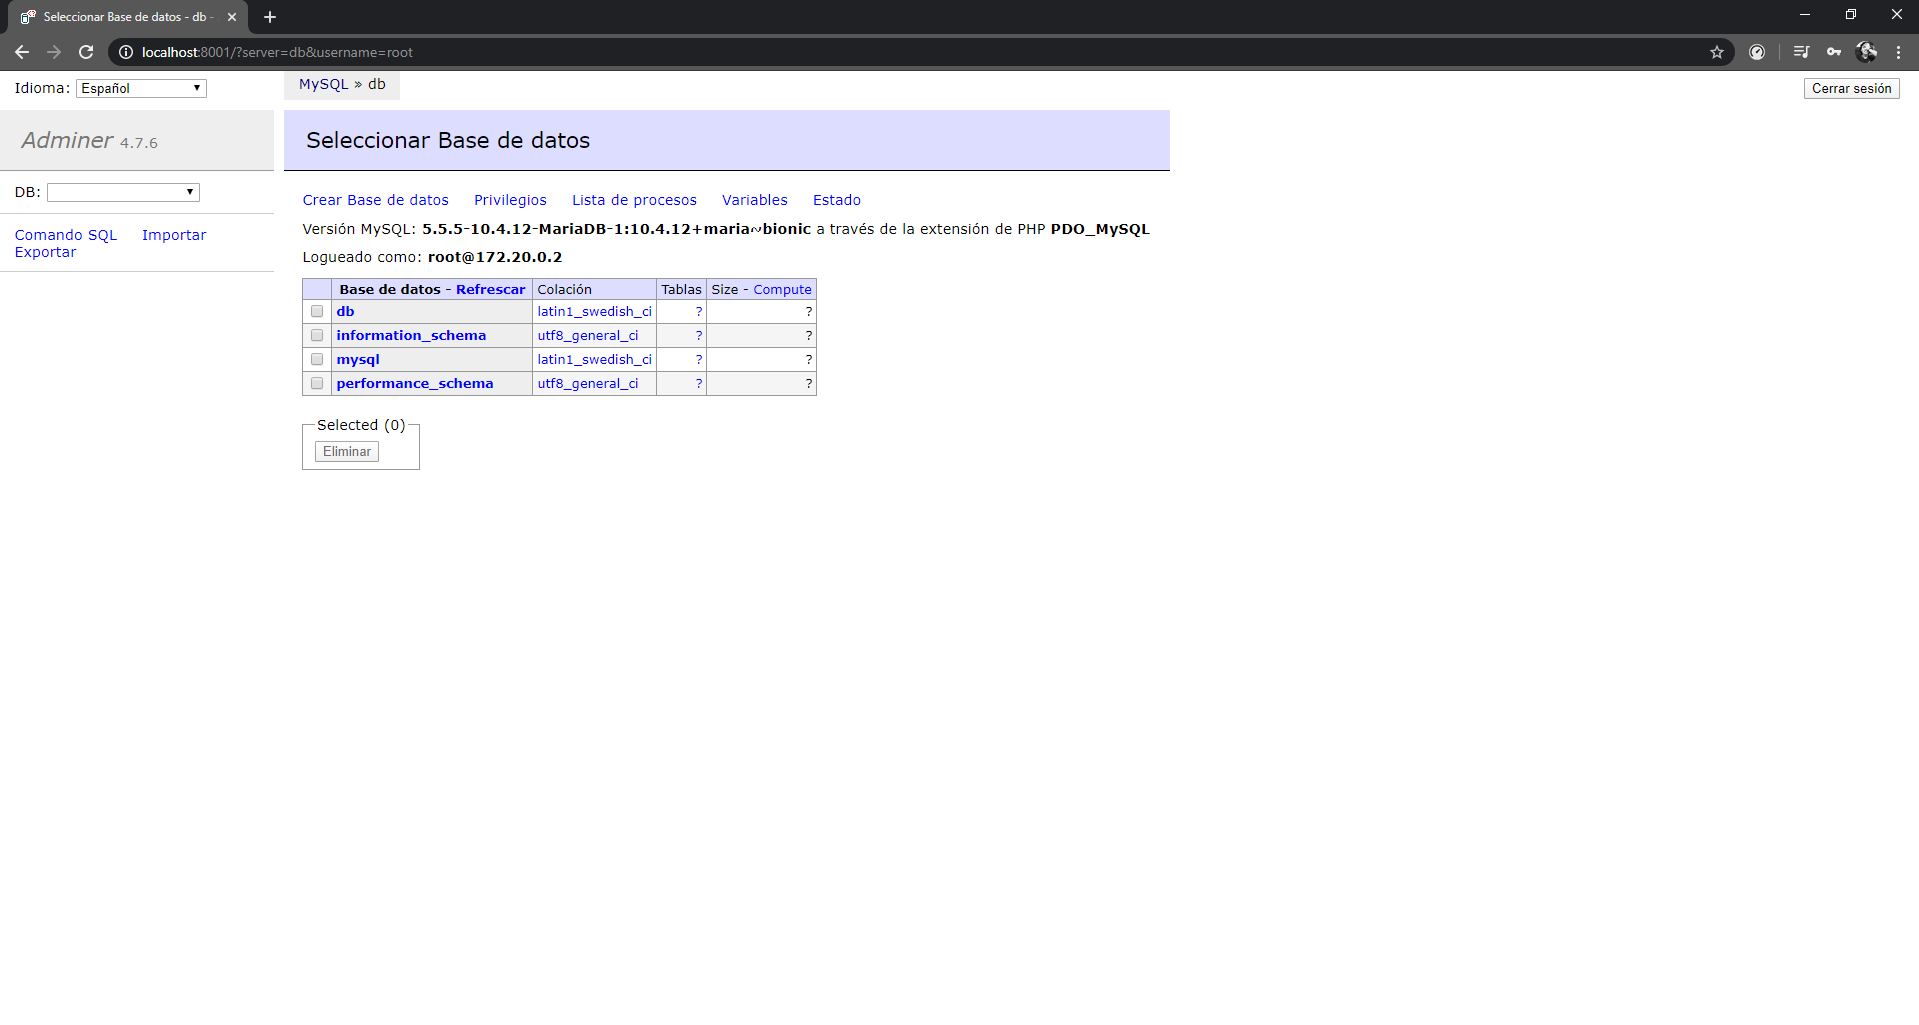 Seleccionar Base de datos - db -
localhost:8001/?server=db&username=root
Idioma: Español
MySQL » db
Cerrar sesión
Adminer 4.7.6
Seleccionar Base de datos
DB:
Crear Base de datos Privilegios Lista de procesos Variables Estado
Comando SQL Importar
Exportar
Versión MySQL: 5.5.5-10.4.12-MariaDB-1:10.4.12+maria~bionic a través de la extensión de PHP PDO_MySQL
Logueado como: root@172.20.0.2
Base de datos - Refrescar Colación Tablas Size - Compute
db latin1_swedish_ci ? ?
information_schema utf8_general_ci ? ?
mysql latin1_swedish_ci ? ?
performance_schema utf8_general_ci ? ?
Selected (0)
Eliminar